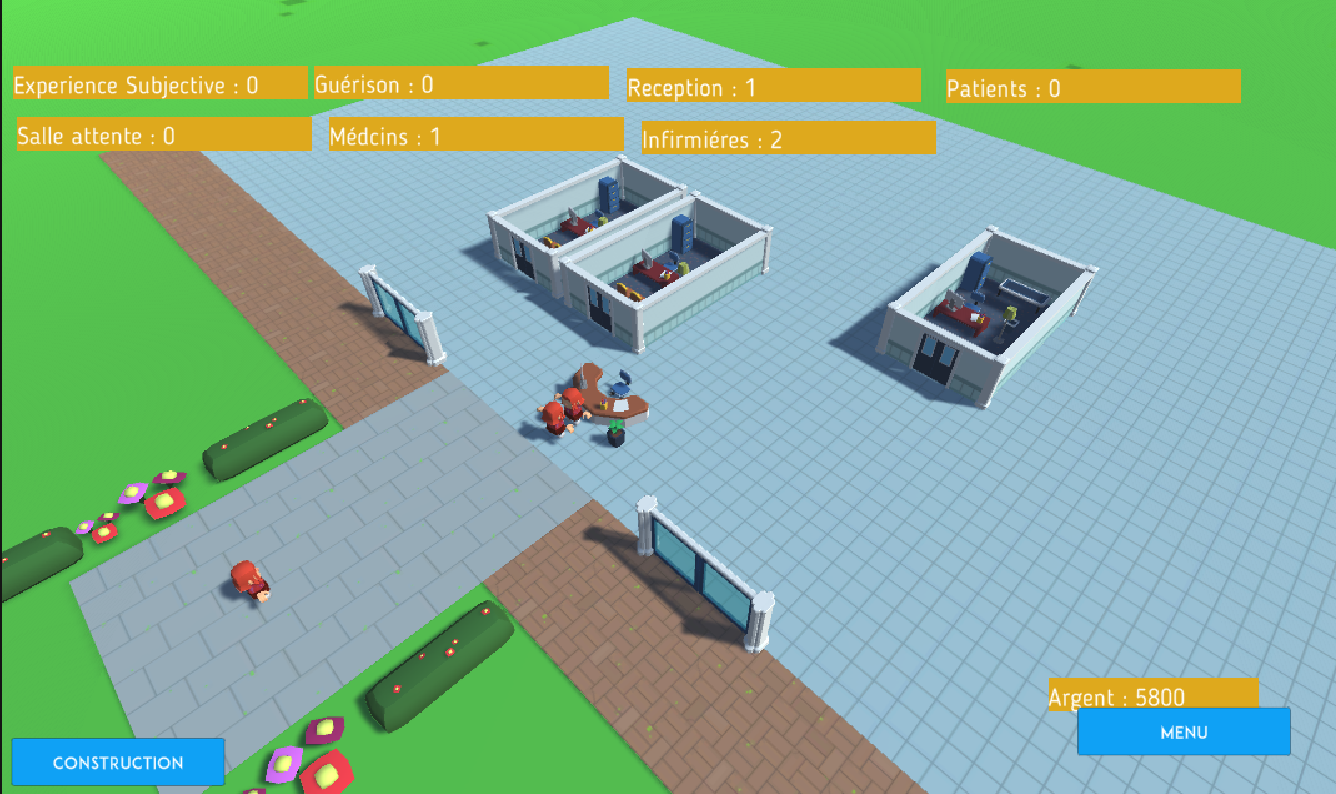 Experience Subjective : 0
Guérison : 0
Reception : 1
Patients : 0
Salle attente : 0
Médcins : 1
Infirmiéres : 2
Argent : 5800
MENU
CONSTRUCTION